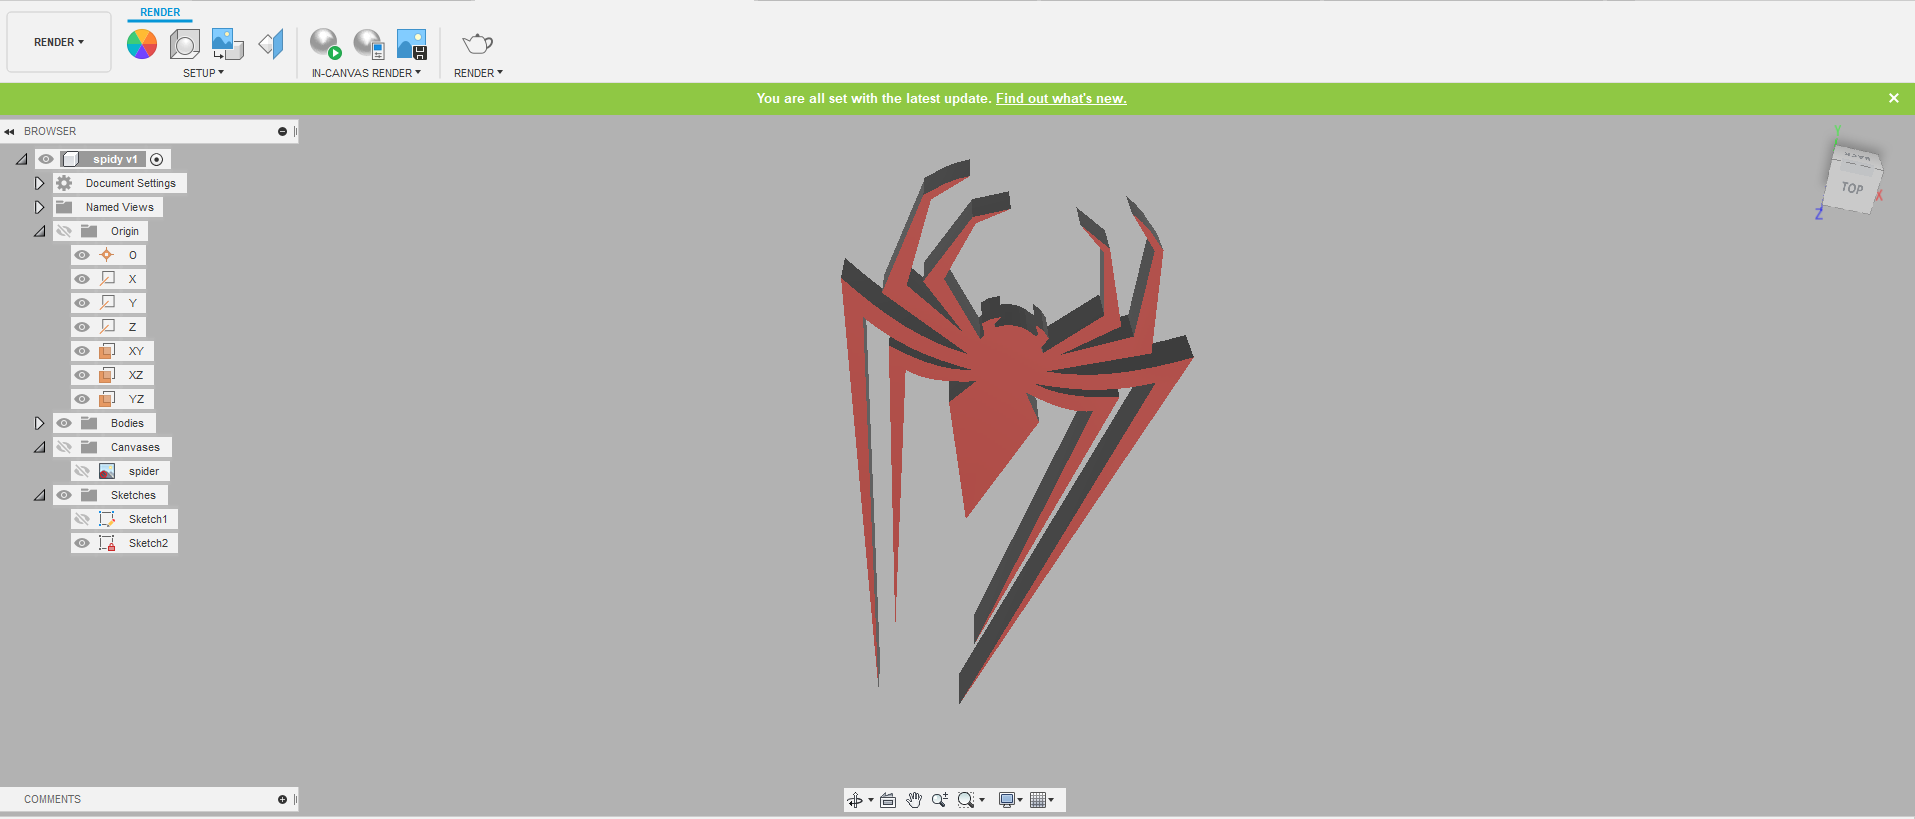 RENDER
RENDER
SETUP
IN-CANVAS RENDER
RENDER
You are all set with the latest update. Find out what's new.
BROWSER
spidy v1
Document Settings
Named Views
Origin
O
X
Y
Z
XY
XZ
YZ
Bodies
Canvases
spider
Sketches
Sketch1
Sketch2
Y
BACK
TOP
X
Z
COMMENTS